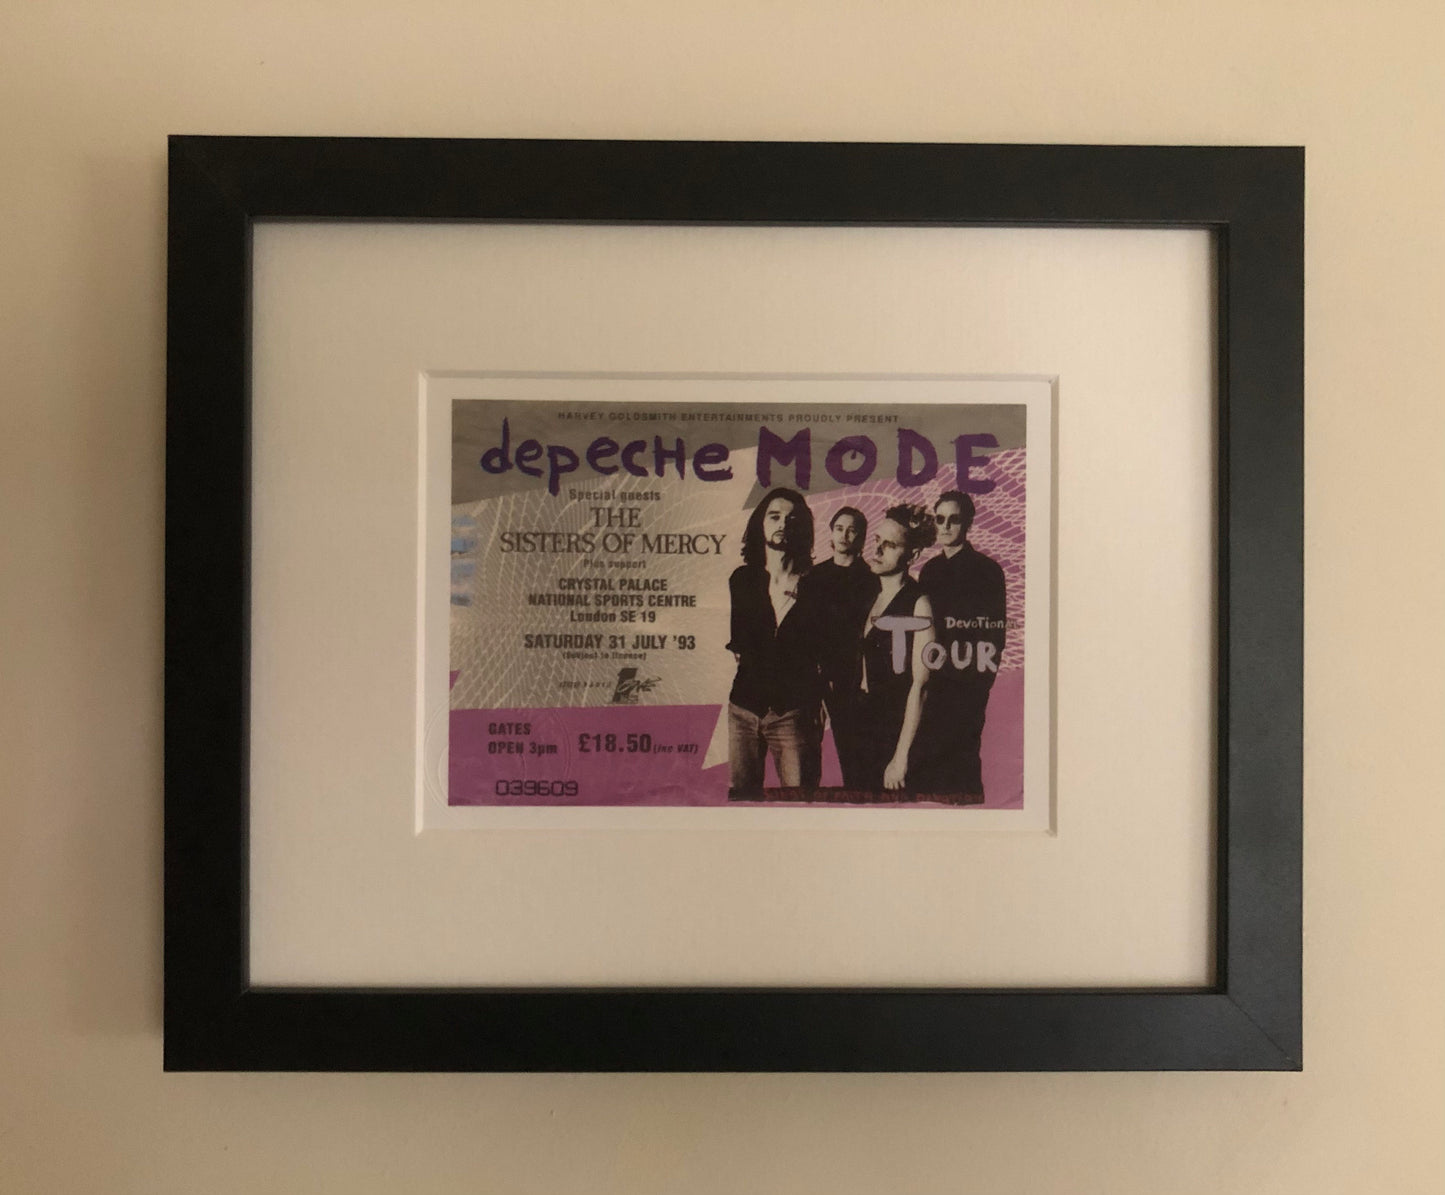 HARVEY GOLDSMITH ENTERTAINMENTS PROUDLY PRESENT
depecHe MODE
Special guests
THE
SISTERS OF MERCY
Plus support
CRYSTAL PALACE
NATIONAL SPORTS CENTRE
London SE 19
SATURDAY 31 JULY '93
(Subject to licence)
DevoTional
TOUR
GATES
OPEN 3pm
£18.50 (inc VAT)
039609